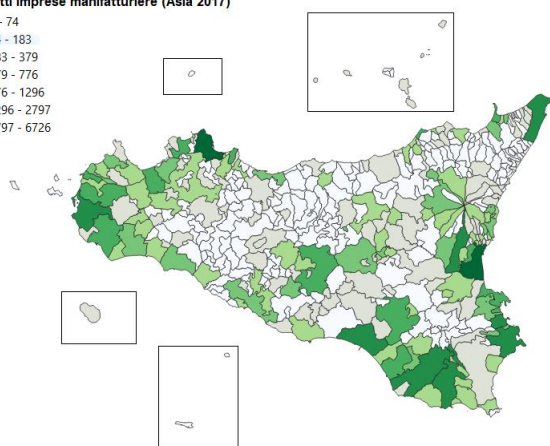 tti imprese manifatturiere (Asia 2017)
- 74
- 183
83 - 379
79 - 776
76 - 1296
296 - 2797
797 - 6726